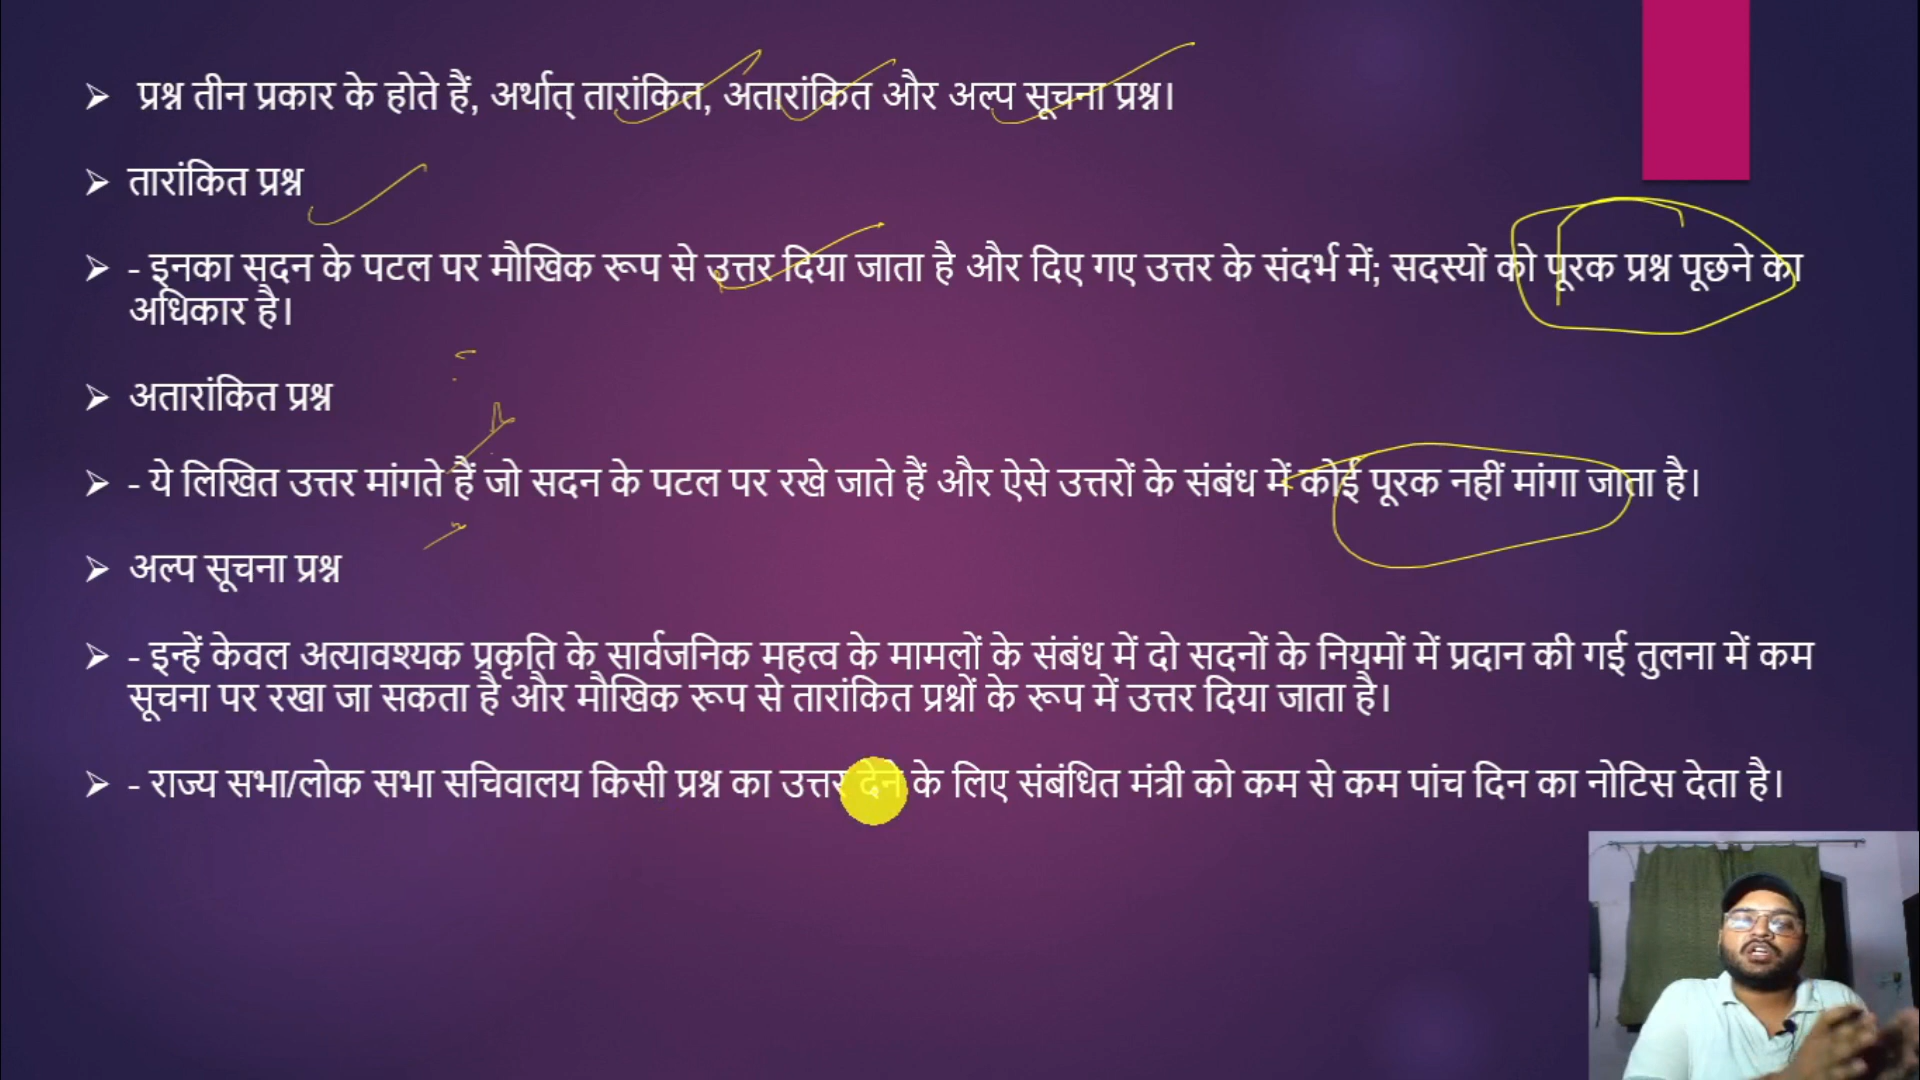 ➢ प्रश्न तीन प्रकार के होते हैं, अर्थात् तारांकित, अतारांकित और अल्प सूचना प्रश्न।
➢ तारांकित प्रश्न
➢ - इनका सदन के पटल पर मौखिक रूप से उत्तर दिया जाता है और दिए गए उत्तर के संदर्भ में; सदस्यों को पूरक प्रश्न पूछने का
अधिकार है।
➢ अतारांकित प्रश्न
➢ - ये लिखित उत्तर मांगते हैं जो सदन के पटल पर रखे जाते हैं और ऐसे उत्तरों के संबंध में कोई पूरक नहीं मांगा जाता है।
➢ अल्प सूचना प्रश्न
➢ - इन्हें केवल अत्यावश्यक प्रकृति के सार्वजनिक महत्व के मामलों के संबंध में दो सदनों के नियमों में प्रदान की गई तुलना में कम
सूचना पर रखा जा सकता है और मौखिक रूप से तारांकित प्रश्नों के रूप में उत्तर दिया जाता है।
➢ - राज्य सभा/लोक सभा सचिवालय किसी प्रश्न का उत्तर देने के लिए संबंधित मंत्री को कम से कम पांच दिन का नोटिस देता है।